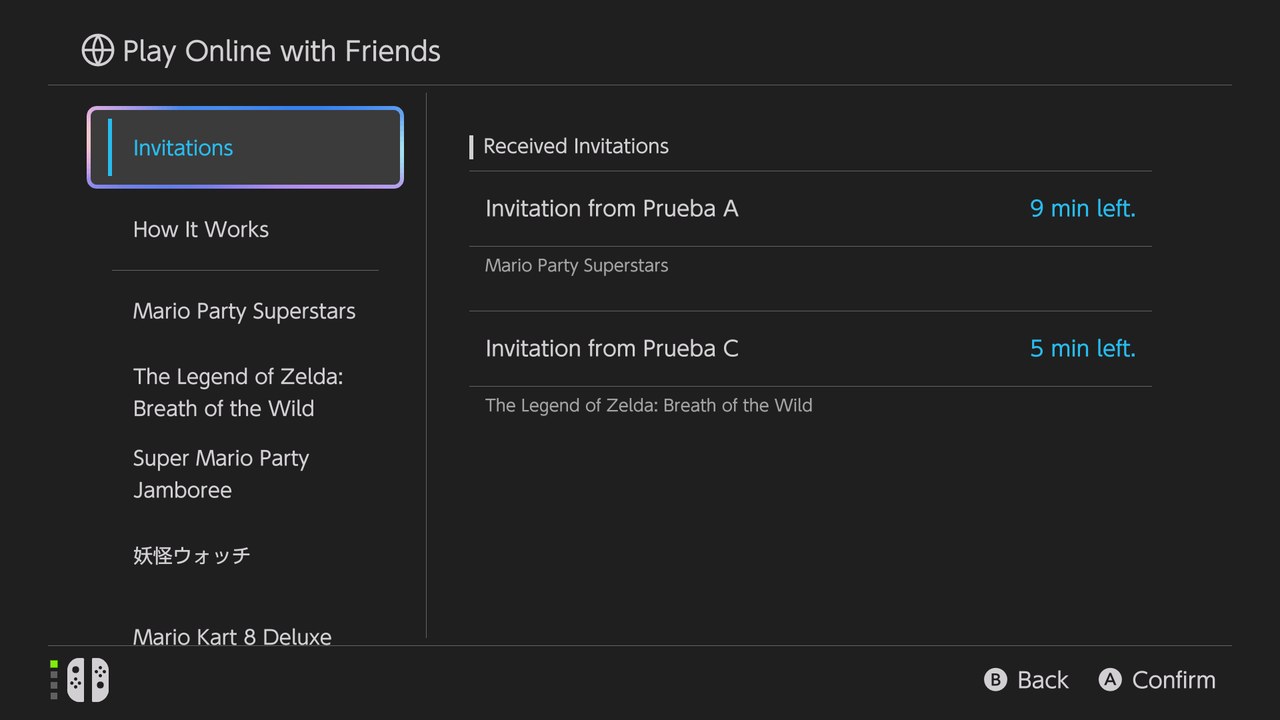 Play Online with Friends
Invitations
How It Works
Mario Party Superstars
The Legend of Zelda:
Breath of the Wild
Super Mario Party
Jamboree
妖怪ウォッチ
Mario Kart 8 Deluxe
Received Invitations
Invitation from Prueba A
9 min left.
Mario Party Superstars
Invitation from Prueba C
5 min left.
The Legend of Zelda: Breath of the Wild
B Back
A Confirm